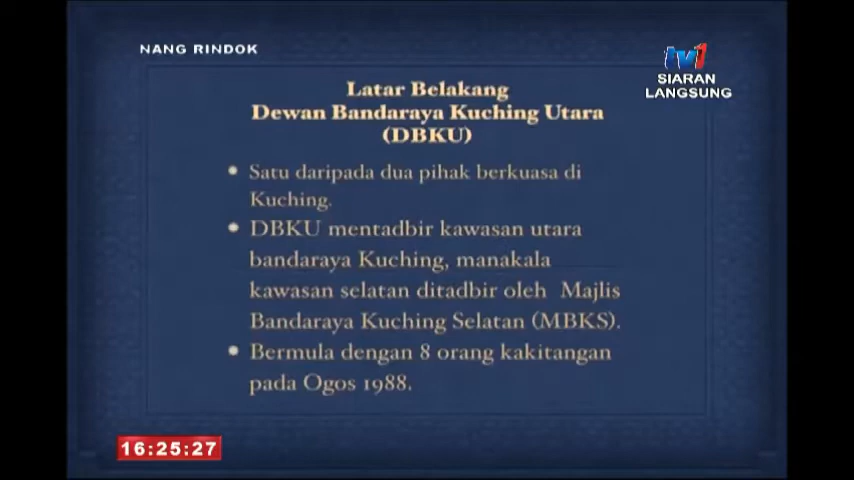 NANG RINDOK
tv1
SIARAN
LANGSUNG
Latar Belakang
Dewan Bandaraya Kuching Utara
(DBKU)
• Satu daripada dua pihak berkuasa di
Kuching.
• DBKU mentadbir kawasan utara
bandaraya Kuching, manakala
kawasan selatan ditadbir oleh Majlis
Bandaraya Kuching Selatan (MBKS).
• Bermula dengan 8 orang kakitangan
pada Ogos 1988.
16:25:27